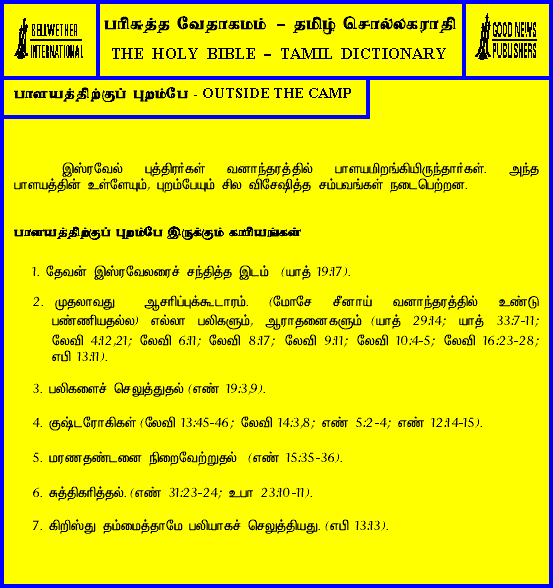 BELLWETHER
INTERNATIONAL
பரிசுத்த வேதாகமம் – தமிழ் சொல்லகராதி
THE HOLY BIBLE – TAMIL DICTIONARY
GOOD NEWS
PUBLISHERS
பாளயத்திற்குப் புறம்பே - OUTSIDE THE CAMP
இஸ்ரவேல் புத்திரர்கள் வனாந்தரத்தில் பாளயமிறங்கியிருந்தார்கள். அந்த
பாளயத்தின் உள்ளேயும், புறம்பேயும் சில விசேஷித்த சம்பவங்கள் நடைபெற்றன.
பாளயத்திற்குப் புறம்பே இருக்கும் காரியங்கள்
1. தேவன் இஸ்ரவேலரைச் சந்தித்த இடம் (யாத் 19:17).
2. முதலாவது ஆசரிப்புக்கூடாரம். (மோசே சீனாய் வனாந்தரத்தில் உண்டு
பண்ணியதல்ல) எல்லா பலிகளும், ஆராதனைகளும் (யாத் 29:14; யாத் 33:7-11;
லேவி 4:12,21; லேவி 6:11; லேவி 8:17; லேவி 9:11; லேவி 10:4-5; லேவி 16:23-28;
எபி 13:11).
3. பலிகளைச் செலுத்துதல் (எண் 19:3,9).
4. குஷ்டரோகிகள் (லேவி 13:45-46; லேவி 14:3,8; எண் 5:2-4; எண் 12:14-15).
5. மரணதண்டனை நிறைவேற்றுதல் (எண் 15:35-36).
6. சுத்திகரித்தல். (எண் 31:23-24; உபா 23:10-11).
7. கிறிஸ்து தம்மைத்தாமே பலியாகச் செலுத்தியது. (எபி 13:13).